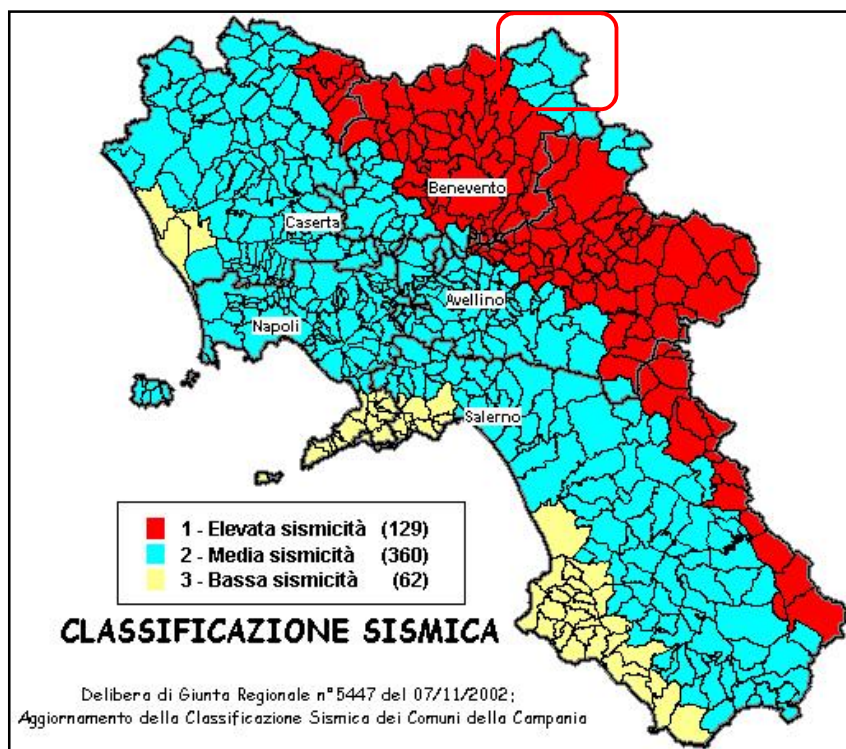 Benevento
Caserta
Avellino
Napoli
Salerno
1 - Elevata sismicità (129)
2 - Media sismicità (360)
3 - Bassa sismicità (62)
CLASSIFICAZIONE SISMICA
Delibera di Giunta Regionale n°5447 del 07/11/2002;
Aggiornamento della Classificazione Sismica dei Comuni della Campania